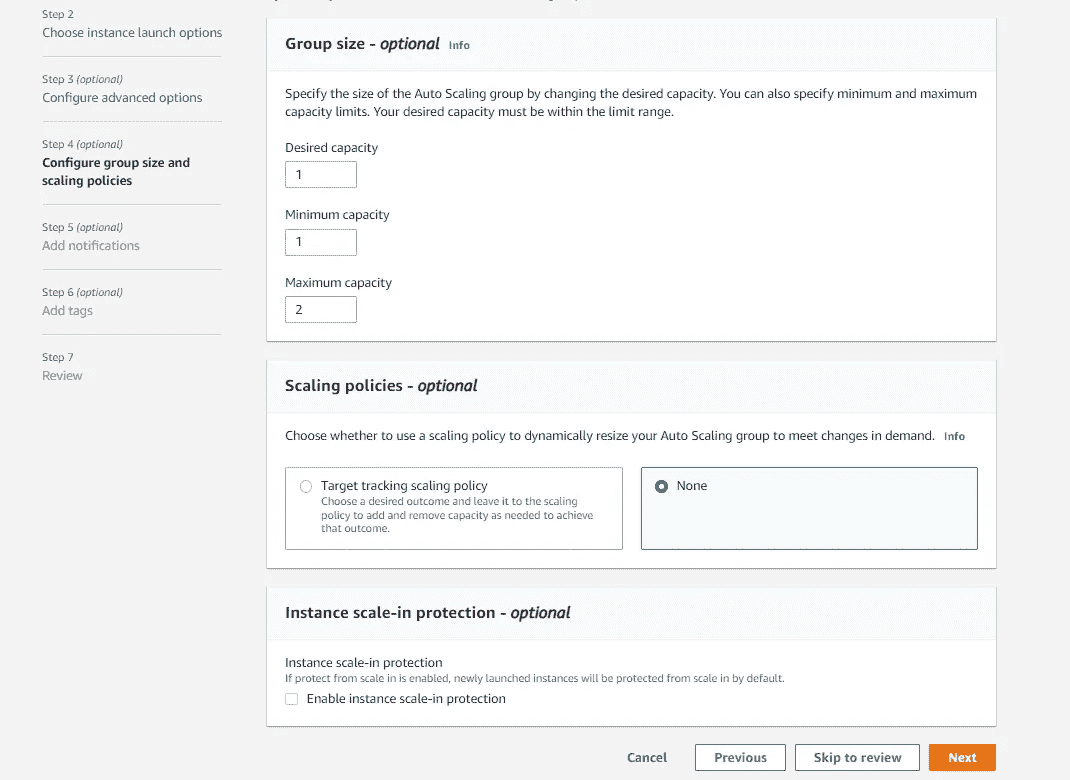 Step 2
Choose instance launch options
Step 3 (optional)
Configure advanced options
Step 4 (optional)
Configure group size and
scaling policies
Step 5 (optional)
Add notifications
Step 6 (optional)
Add tags
Step 7
Review
Group size - optional Info
Specify the size of the Auto Scaling group by changing the desired capacity. You can also specify minimum and maximum
capacity limits. Your desired capacity must be within the limit range.
Desired capacity
1
Minimum capacity
1
Maximum capacity
2
Scaling policies - optional
Choose whether to use a scaling policy to dynamically resize your Auto Scaling group to meet changes in demand. Info
Target tracking scaling policy
Choose a desired outcome and leave it to the scaling
policy to add and remove capacity as needed to achieve
that outcome.
None
Instance scale-in protection - optional
Instance scale-in protection
If protect from scale in is enabled, newly launched instances will be protected from scale in by default.
Enable instance scale-in protection
Cancel Previous Skip to review Next